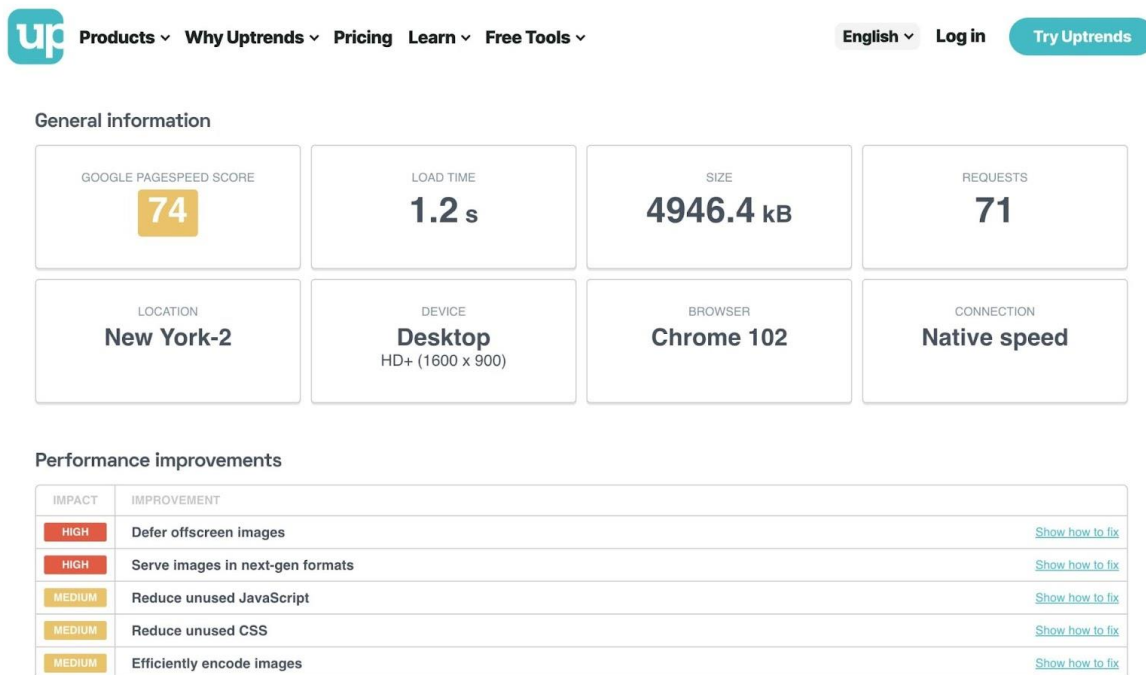 up Products Why Uptrends Pricing Learn Free Tools English Log in Try Uptrends
General information
GOOGLE PAGESPEED SCORE
74
LOAD TIME
1.2 s
SIZE
4946.4 kB
REQUESTS
71
LOCATION
New York-2
DEVICE
Desktop
HD+ (1600 x 900)
BROWSER
Chrome 102
CONNECTION
Native speed
Performance improvements
IMPACT IMPROVEMENT
HIGH Defer offscreen images Show how to fix
HIGH Serve images in next-gen formats Show how to fix
MEDIUM Reduce unused JavaScript Show how to fix
MEDIUM Reduce unused CSS Show how to fix
MEDIUM Efficiently encode images Show how to fix